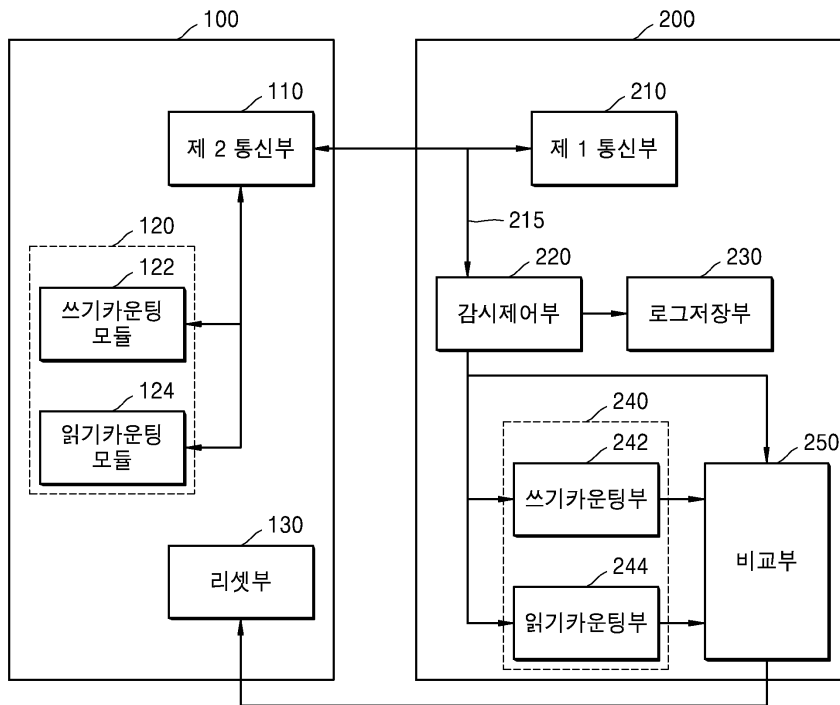 100
200
110
210
제 2 통신부
제 1 통신부
215
120
220
230
122
쓰기카운팅
모듈
감시제어부
로그저장부
124
240
읽기카운팅
모듈
242
250
쓰기카운팅부
130
244
비교부
리셋부
읽기카운팅부